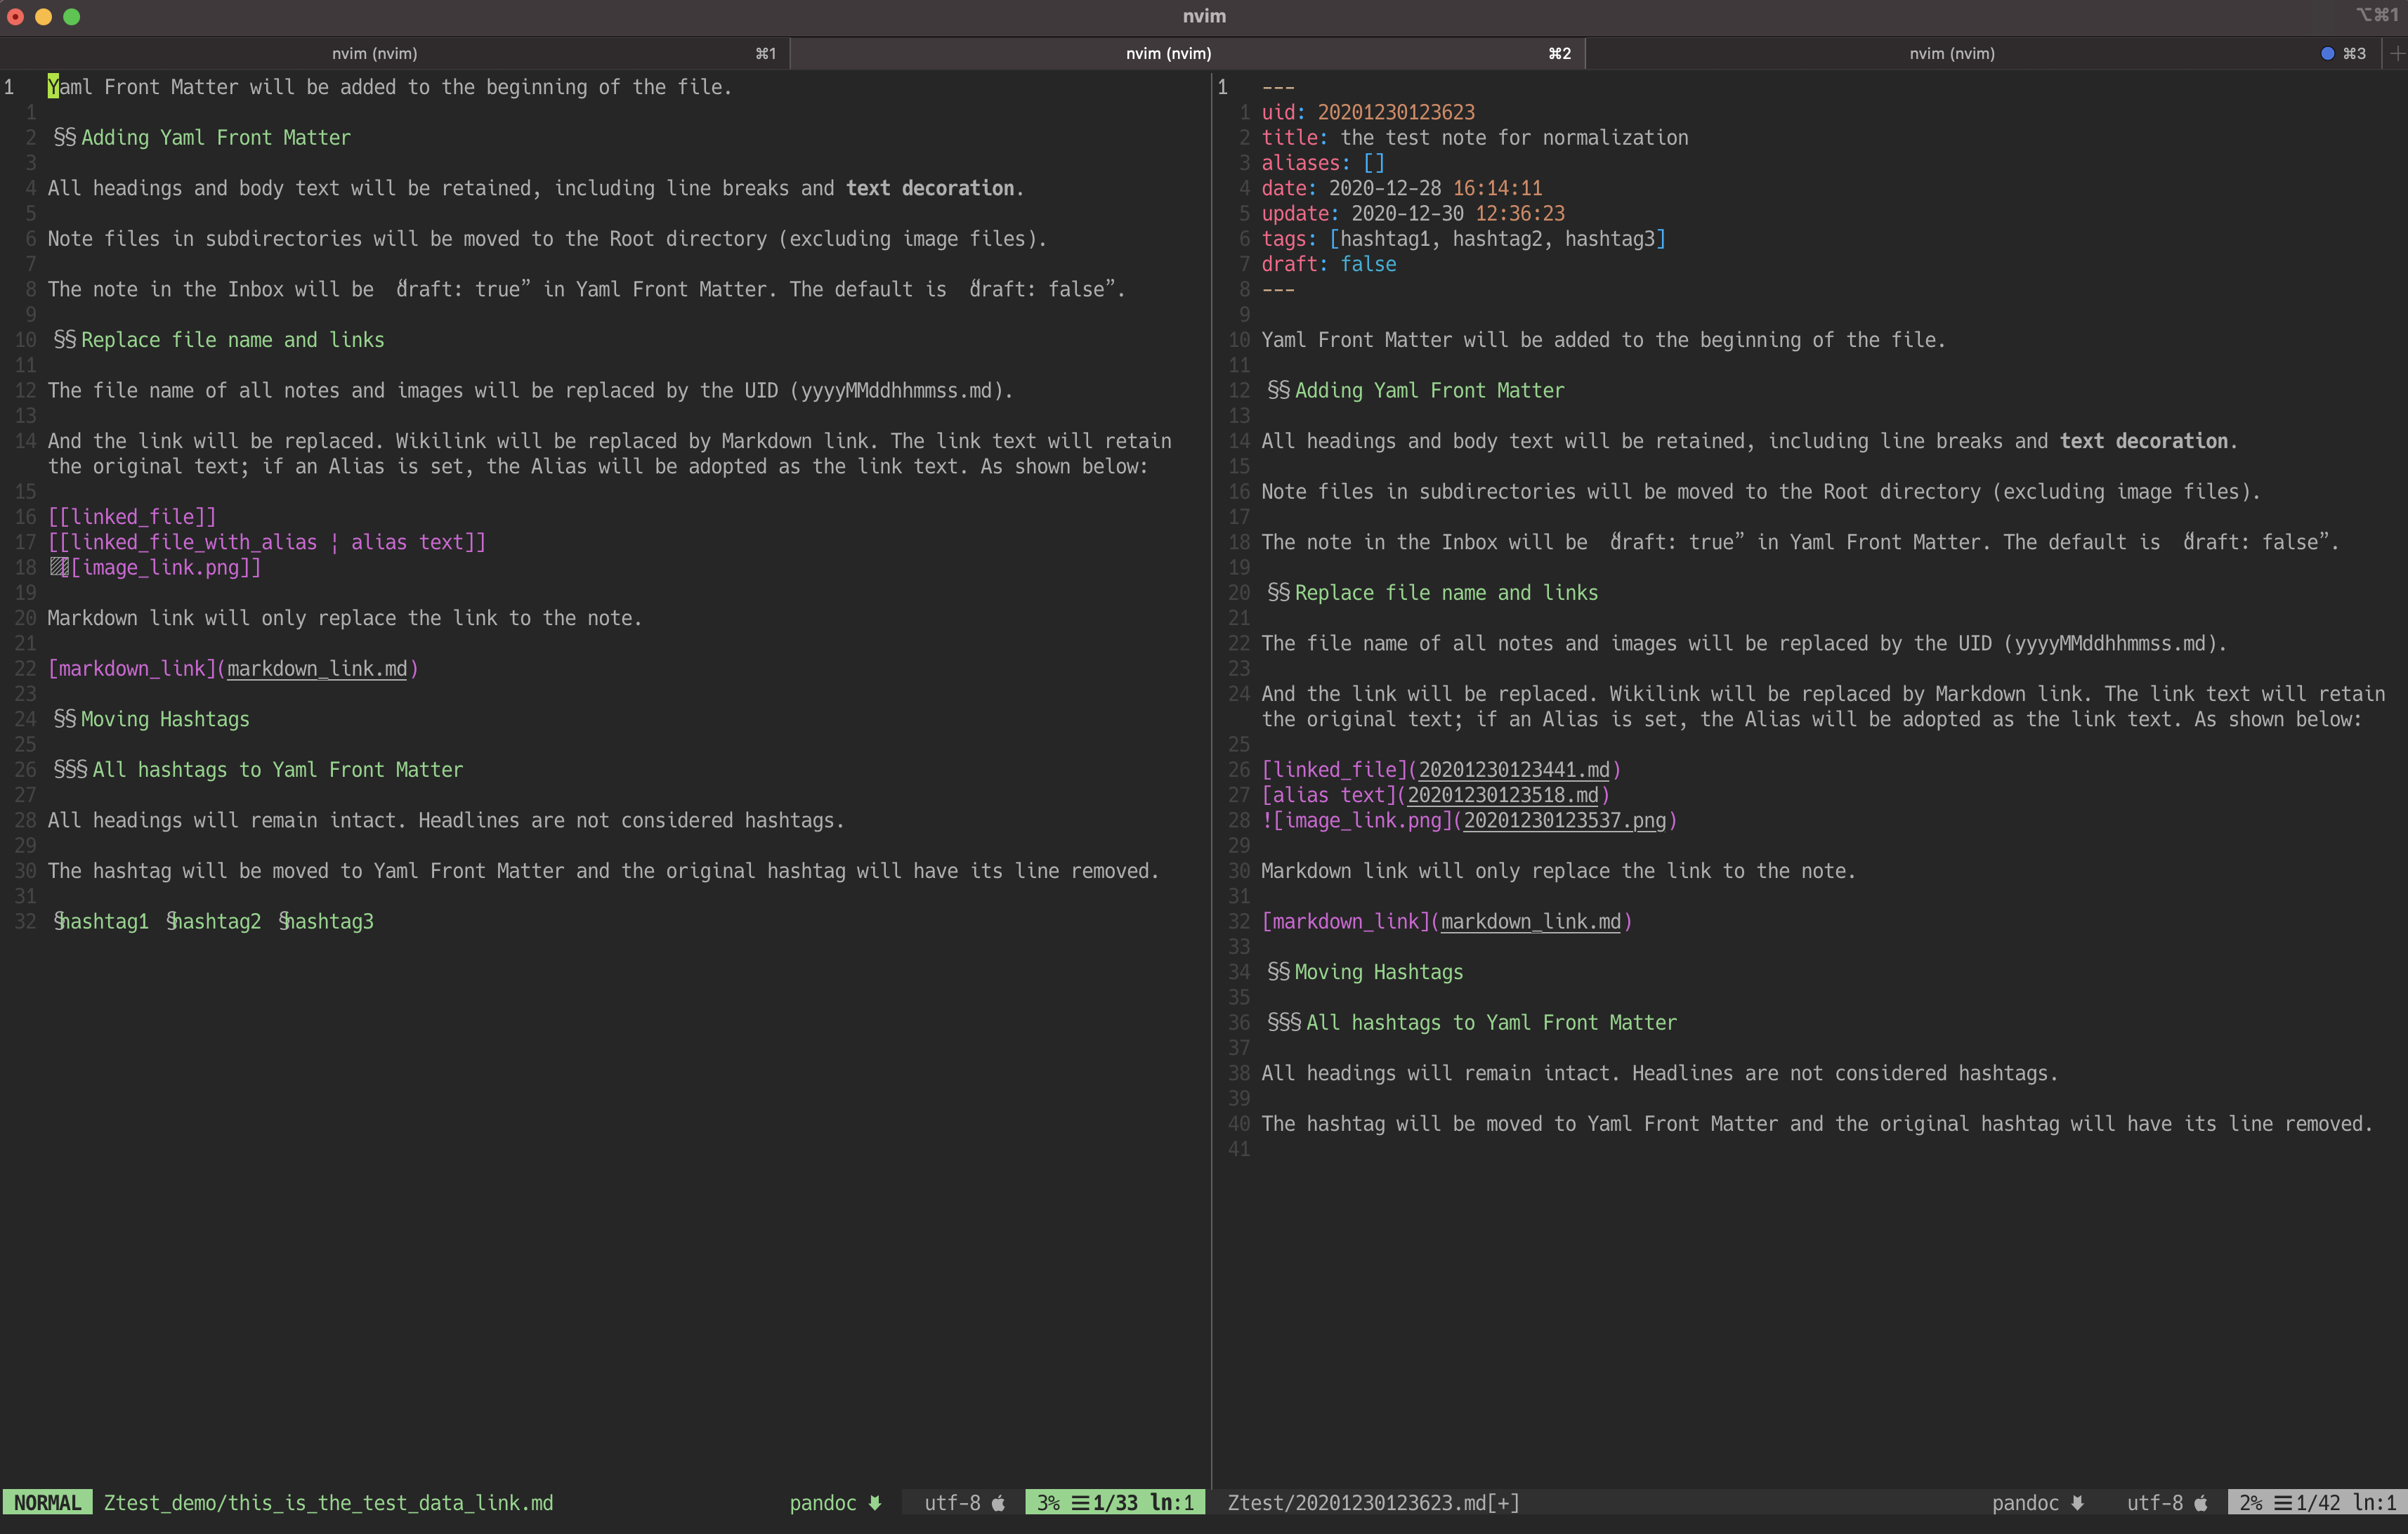 nvim
⌥⌘1
nvim (nvim) ⌘1
nvim (nvim) ⌘2
nvim (nvim) ⌘3
1 Yaml Front Matter will be added to the beginning of the file.
1
2 §§ Adding Yaml Front Matter
3
4 All headings and body text will be retained, including line breaks and text decoration.
5
6 Note files in subdirectories will be moved to the Root directory (excluding image files).
7
8 The note in the Inbox will be “draft: true” in Yaml Front Matter. The default is “draft: false”.
9
10 §§ Replace file name and links
11
12 The file name of all notes and images will be replaced by the UID (yyyyMMddhhmmss.md).
13
14 And the link will be replaced. Wikilink will be replaced by Markdown link. The link text will retain
the original text; if an Alias is set, the Alias will be adopted as the link text. As shown below:
15
16 [[linked_file]]
17 [[linked_file_with_alias ¦ alias text]]
18 ▨[[image_link.png]]
19
20 Markdown link will only replace the link to the note.
21
22 [markdown_link](markdown_link.md)
23
24 §§ Moving Hashtags
25
26 §§§ All hashtags to Yaml Front Matter
27
28 All headings will remain intact. Headlines are not considered hashtags.
29
30 The hashtag will be moved to Yaml Front Matter and the original hashtag will have its line removed.
31
32 §hashtag1 §hashtag2 §hashtag3
NORMAL Ztest_demo/this_is_the_test_data_link.md pandoc utf-8 3% ☰1/33 ln:1
1 ---
1 uid: 20201230123623
2 title: the test note for normalization
3 aliases: []
4 date: 2020-12-28 16:14:11
5 update: 2020-12-30 12:36:23
6 tags: [hashtag1, hashtag2, hashtag3]
7 draft: false
8 ---
9
10 Yaml Front Matter will be added to the beginning of the file.
11
12 §§ Adding Yaml Front Matter
13
14 All headings and body text will be retained, including line breaks and text decoration.
15
16 Note files in subdirectories will be moved to the Root directory (excluding image files).
17
18 The note in the Inbox will be “draft: true” in Yaml Front Matter. The default is “draft: false”.
19
20 §§ Replace file name and links
21
22 The file name of all notes and images will be replaced by the UID (yyyyMMddhhmmss.md).
23
24 And the link will be replaced. Wikilink will be replaced by Markdown link. The link text will retain
the original text; if an Alias is set, the Alias will be adopted as the link text. As shown below:
25
26 [linked_file](20201230123441.md)
27 [alias text](20201230123518.md)
28 ![image_link.png](20201230123537.png)
29
30 Markdown link will only replace the link to the note.
31
32 [markdown_link](markdown_link.md)
33
34 §§ Moving Hashtags
35
36 §§§ All hashtags to Yaml Front Matter
37
38 All headings will remain intact. Headlines are not considered hashtags.
39
40 The hashtag will be moved to Yaml Front Matter and the original hashtag will have its line removed.
41
Ztest/20201230123623.md[+] pandoc utf-8 2% ☰1/42 ln:1